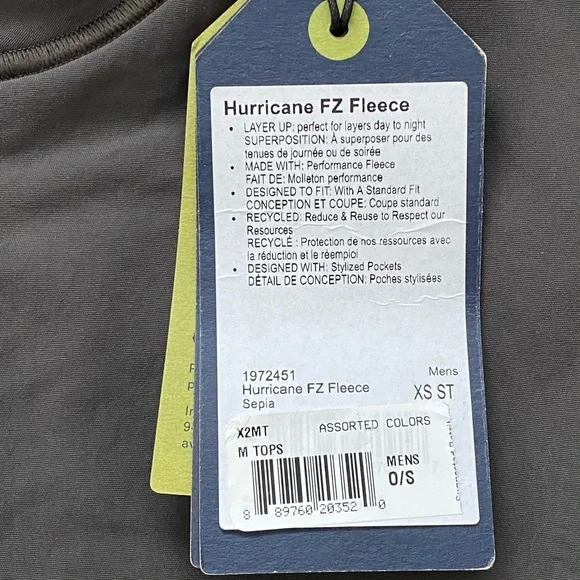 Hurricane FZ Fleece
• LAYER UP: perfect for layers day to night
SUPERPOSITION: À superposer pour des
tenues de journée ou de soirée
• MADE WITH: Performance Fleece
FAIT DE: Molleton performance
• DESIGNED TO FIT: With A Standard Fit
CONCEPTION ET COUPE: Coupe standard
• RECYCLED: Reduce & Reuse to Respect our
Resources
RECYCLÉ : Protection de nos ressources avec
la réduction et le réemploi
• DESIGNED WITH: Stylized Pockets
DÉTAIL DE CONCEPTION: Poches stylisées
1972451 Mens
Hurricane FZ Fleece XS ST
Sepia
X2MT ASSORTED COLORS
M TOPS
MENS
O/S
8 89760 20352 0